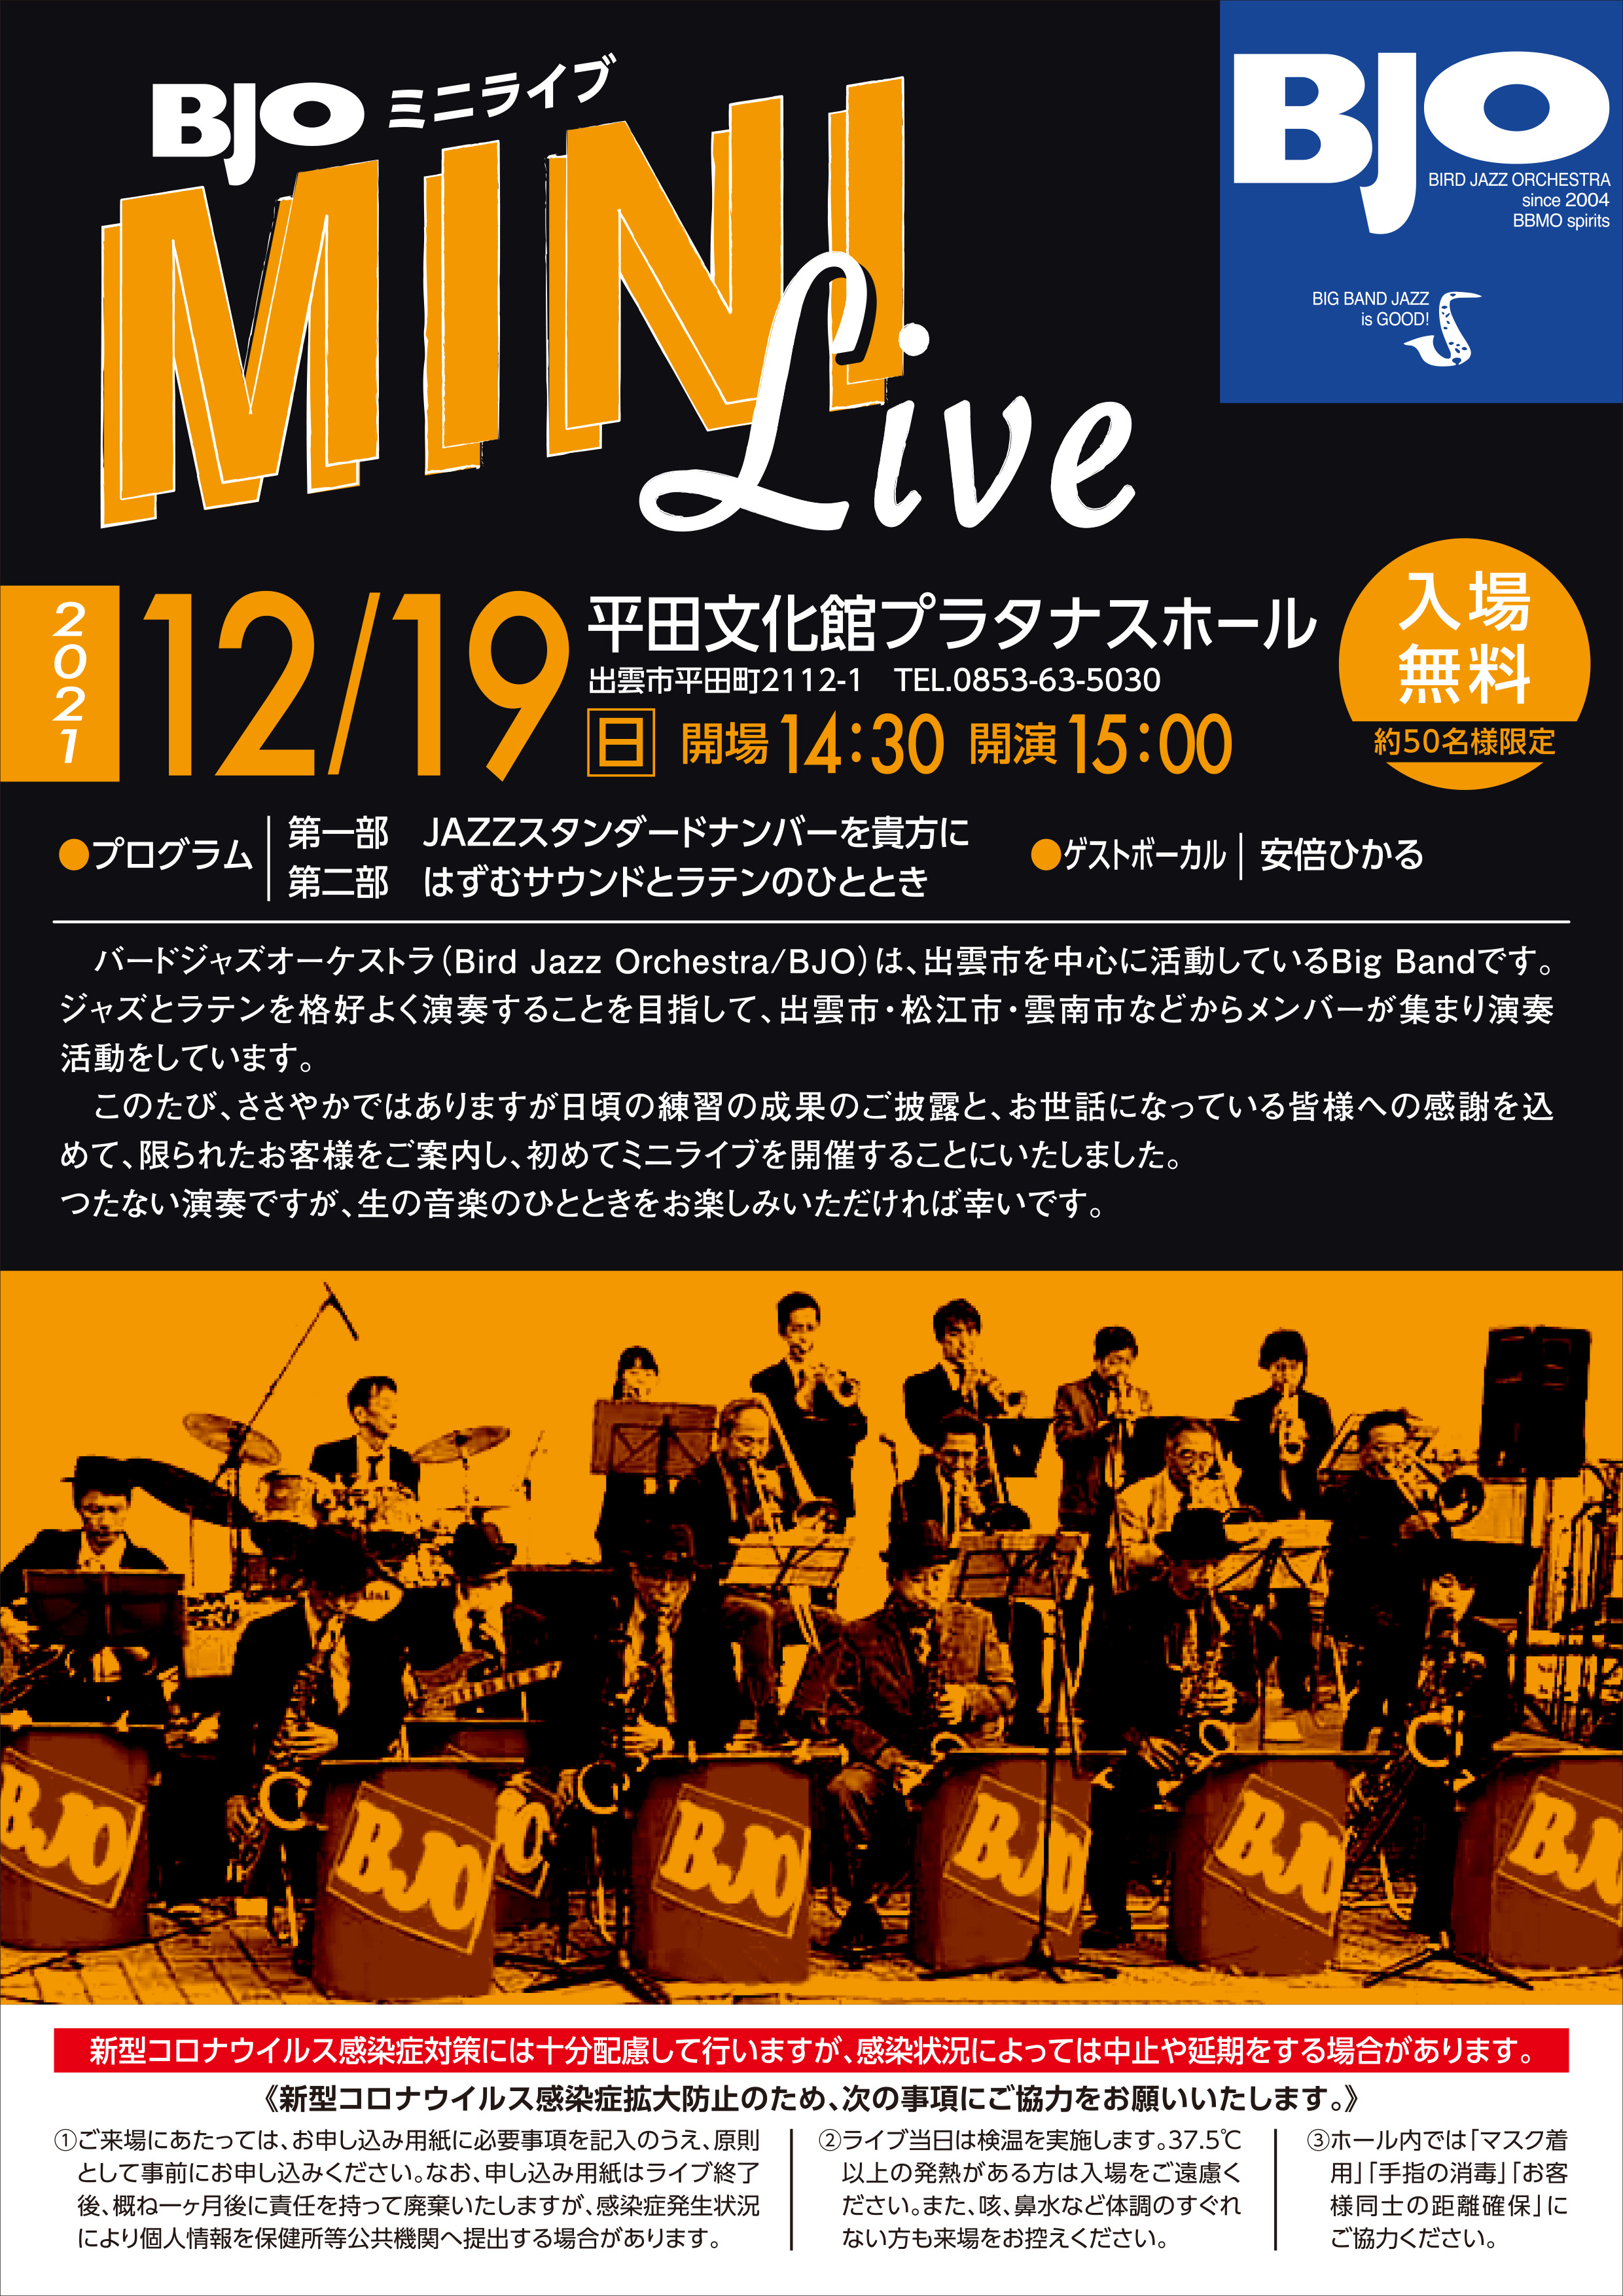 BJO ミニライブ
MINI
Live
BJO
BIRD JAZZ ORCHESTRA
since 2004
BBMO spirits
BIG BAND JAZZ
is GOOD!
2021
12/19
平田文化館プラタナスホール
出雲市平田町2112-1　TEL.0853-63-5030
日 開場14:30 開演15:00
入場
無料
約50名様限定
●プログラム
第一部　JAZZスタンダードナンバーを貴方に
第二部　はずむサウンドとラテンのひととき
●ゲストボーカル｜安倍ひかる
バードジャズオーケストラ（Bird Jazz Orchestra/BJO）は、出雲市を中心に活動しているBig Bandです。
ジャズとラテンを格好よく演奏することを目指して、出雲市・松江市・雲南市などからメンバーが集まり演奏
活動をしています。
このたび、ささやかではありますが日頃の練習の成果のご披露と、お世話になっている皆様への感謝を込
めて、限られたお客様をご案内し、初めてミニライブを開催することにいたしました。
つたない演奏ですが、生の音楽のひとときをお楽しみいただければ幸いです。
BJO
BJO
JO
BJO
BJO
BJO
BJO
新型コロナウイルス感染症対策には十分配慮して行いますが、感染状況によっては中止や延期をする場合があります。
《新型コロナウイルス感染症拡大防止のため、次の事項にご協力をお願いいたします。》
①ご来場にあたっては、お申し込み用紙に必要事項を記入のうえ、原則
として事前にお申し込みください。なお、申し込み用紙はライブ終了
後、概ね一ヶ月後に責任を持って廃棄いたしますが、感染症発生状況
により個人情報を保健所等公共機関へ提出する場合があります。
②ライブ当日は検温を実施します。37.5℃
以上の発熱がある方は入場をご遠慮く
ださい。また、咳、鼻水など体調のすぐれ
ない方も来場をお控えください。
③ホール内では「マスク着
用」「手指の消毒」「お客
様同士の距離確保」に
ご協力ください。